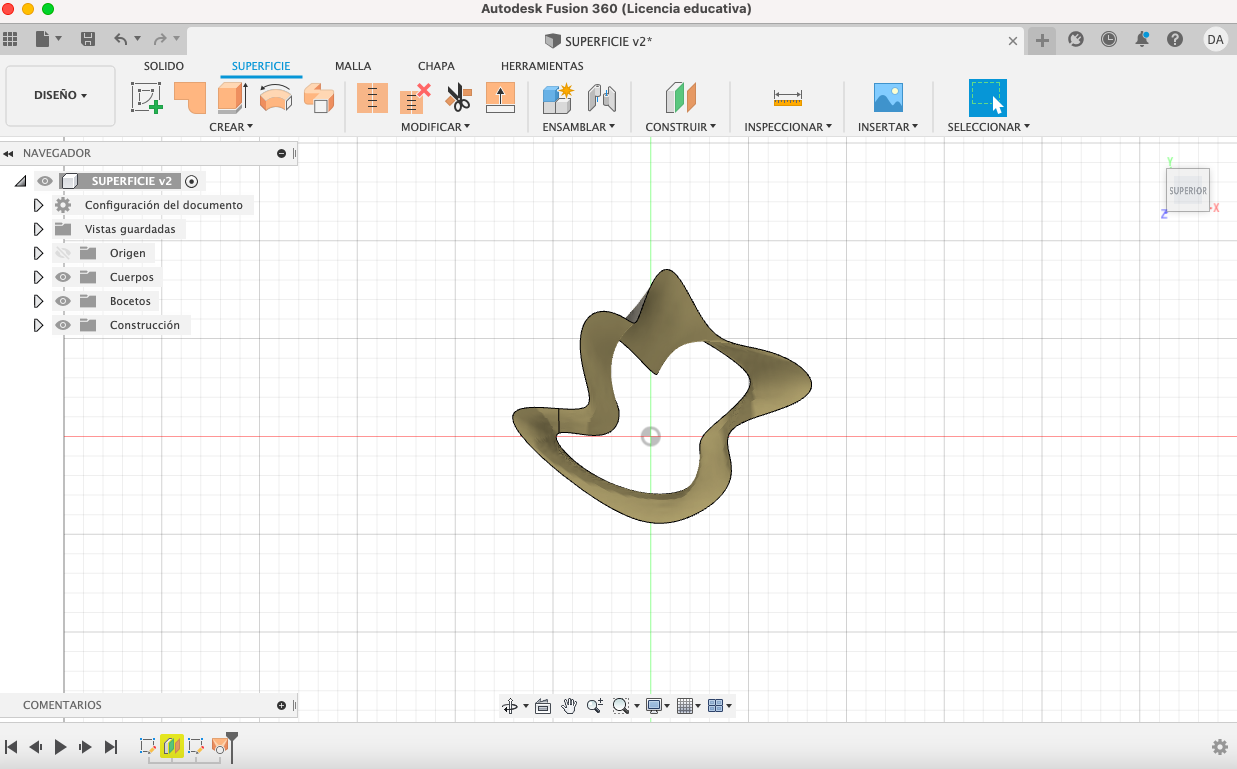 Autodesk Fusion 360 (Licencia educativa)
SUPERFICIE v2*
DA
SOLIDO SUPERFICIE MALLA CHAPA HERRAMIENTAS
DISEÑO
CREAR MODIFICAR ENSAMBLAR CONSTRUIR INSPECCIONAR INSERTAR SELECCIONAR
NAVEGADOR
SUPERFICIE v2
Configuración del documento
Vistas guardadas
Origen
Cuerpos
Bocetos
Construcción
Y
SUPERIOR
Z X
COMENTARIOS